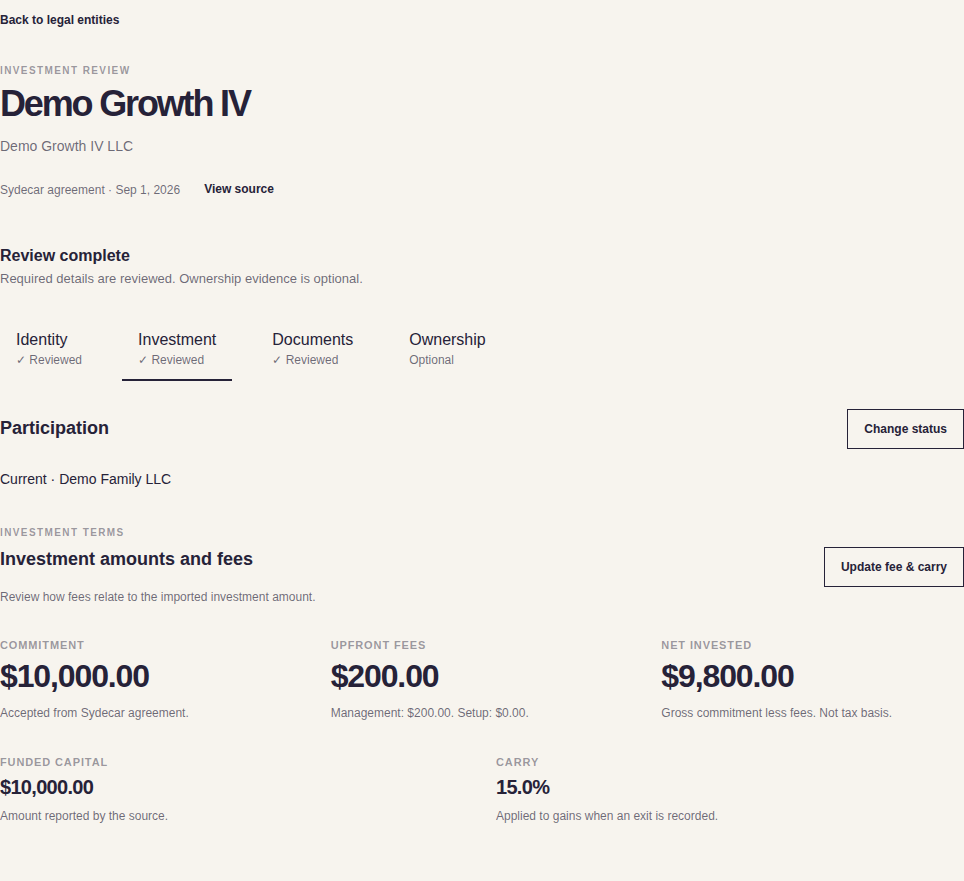 Back to legal entities
INVESTMENT REVIEW
Demo Growth IV
Demo Growth IV LLC
Sydecar agreement · Sep 1, 2026 View source
Review complete
Required details are reviewed. Ownership evidence is optional.
Identity Investment Documents Ownership
✓ Reviewed ✓ Reviewed ✓ Reviewed Optional
Participation Change status
Current · Demo Family LLC
INVESTMENT TERMS
Investment amounts and fees Update fee & carry
Review how fees relate to the imported investment amount.
COMMITMENT UPFRONT FEES NET INVESTED
$10,000.00 $200.00 $9,800.00
Accepted from Sydecar agreement. Management: $200.00. Setup: $0.00. Gross commitment less fees. Not tax basis.
FUNDED CAPITAL CARRY
$10,000.00 15.0%
Amount reported by the source. Applied to gains when an exit is recorded.